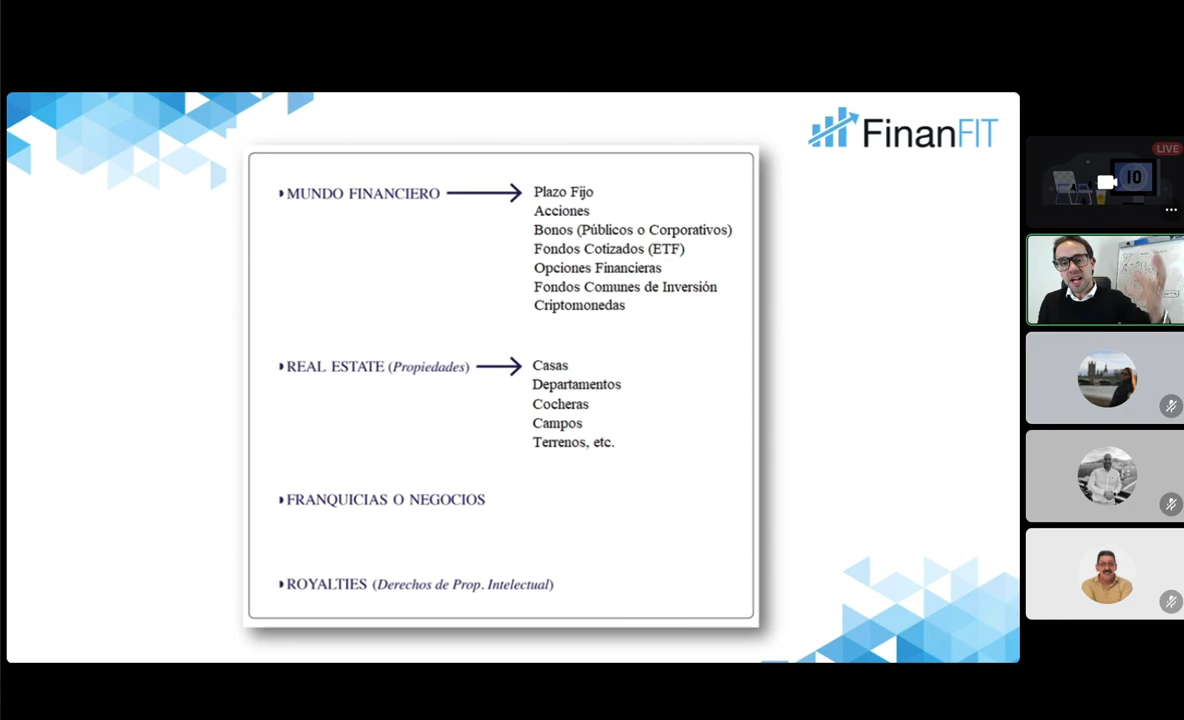 FinanFIT
MUNDO FINANCIERO
Plazo Fijo
Acciones
Bonos (Públicos o Corporativos)
Fondos Cotizados (ETF)
Opciones Financieras
Fondos Comunes de Inversión
Criptomonedas
REAL ESTATE (Propiedades)
Casas
Departamentos
Cocheras
Campos
Terrenos, etc.
FRANQUICIAS O NEGOCIOS
ROYALTIES (Derechos de Prop. Intelectual)
LIVE
10